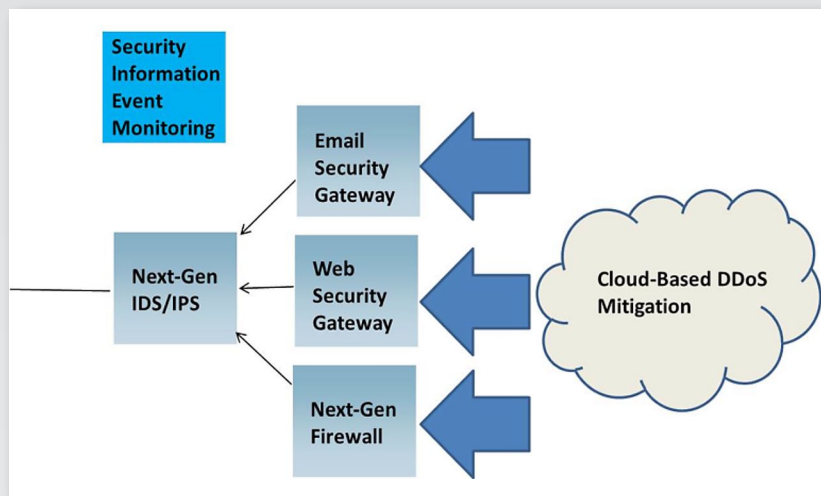 Security
Information
Event
Monitoring
Email
Security
Gateway
Next-Gen
IDS/IPS
Web
Security
Gateway
Cloud-Based DDoS
Mitigation
Next-Gen
Firewall